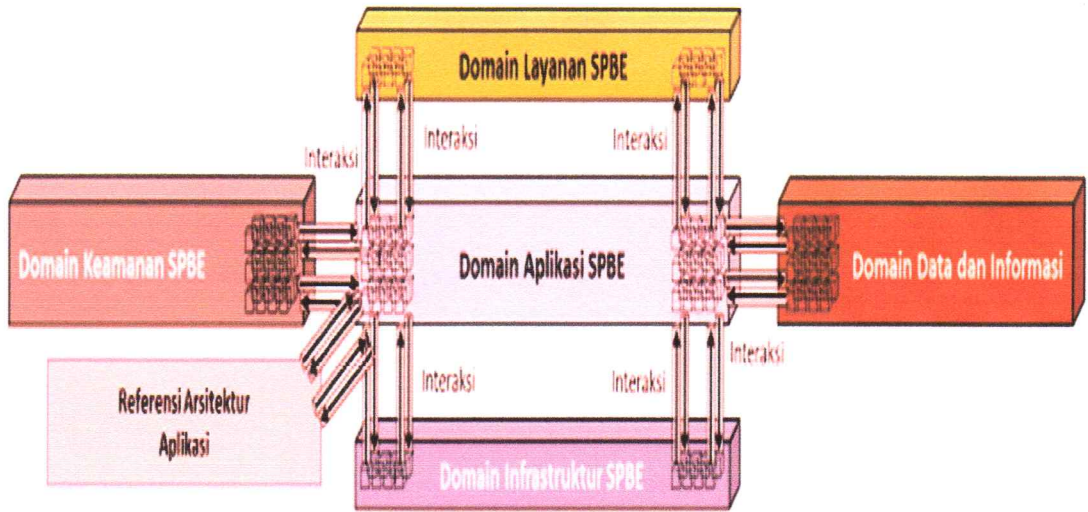 Domain Layanan SPBE
Interaksi
Interaksi
Interaksi
Domain Keamanan SPBE
Domain Aplikasi SPBE
Domain Data dan Informasi
Interaksi
Interaksi
Interaksi
Referensi Arsitektur
Aplikasi
Domain Infrastruktur SPBE